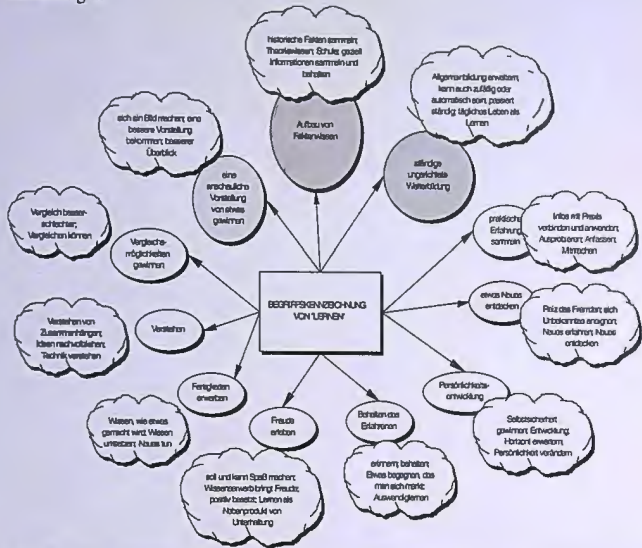 historische Fakten sammeln;
Theoriewissen; Schule; gezielt
Informationen sammeln und
behalten
Aufbau von
Faktenwissen
Allgemeinbildung erweitern;
kann auch zufällig oder
automatisch sein; passiert
ständig; tägliches Leben als
Lernen
ständige
ungerichtete
Weiterbildung
sich ein Bild machen; eine
bessere Vorstellung
bekommen; besserer
Überblick
eine
anschauliche
Vorstellung
von etwas
gewinnen
praktische
Erfahrung
sammeln
Infos mit Praxis
verbinden und anwenden;
Ausprobieren; Anfassen;
Mitmachen
Vergleich besser-
schlechter;
Vergleichen können
Vergleichs-
möglichkeiten
gewinnen
BEGRIFFSKENNZEICHNUNG
VON 'LERNEN'
etwas Neues
entdecken
Reiz des Fremden; sich
Unbekanntes aneignen;
Neues erfahren; Neues
entdecken
Verstehen von
Zusammenhängen;
Ideen nachvollziehen;
Technik verstehen
Verstehen
Fertigkeiten
erwerben
Persönlichkeits-
entwicklung
Wissen, wie etwas
gemacht wird; Wissen
umsetzen; Neues tun
Freude
erleben
Behalten des
Erfahrenen
Selbstsicherheit
gewinnen; Entwicklung;
Horizont erweitern;
Persönlichkeit verändern
soll und kann Spaß machen;
Wissenserwerb bringt Freude;
positiv besetzt; Lernen als
Nebenprodukt von
Unterhaltung
erinnern; behalten;
Etwas begegnen, das
man sich merkt;
Auswendiglernen